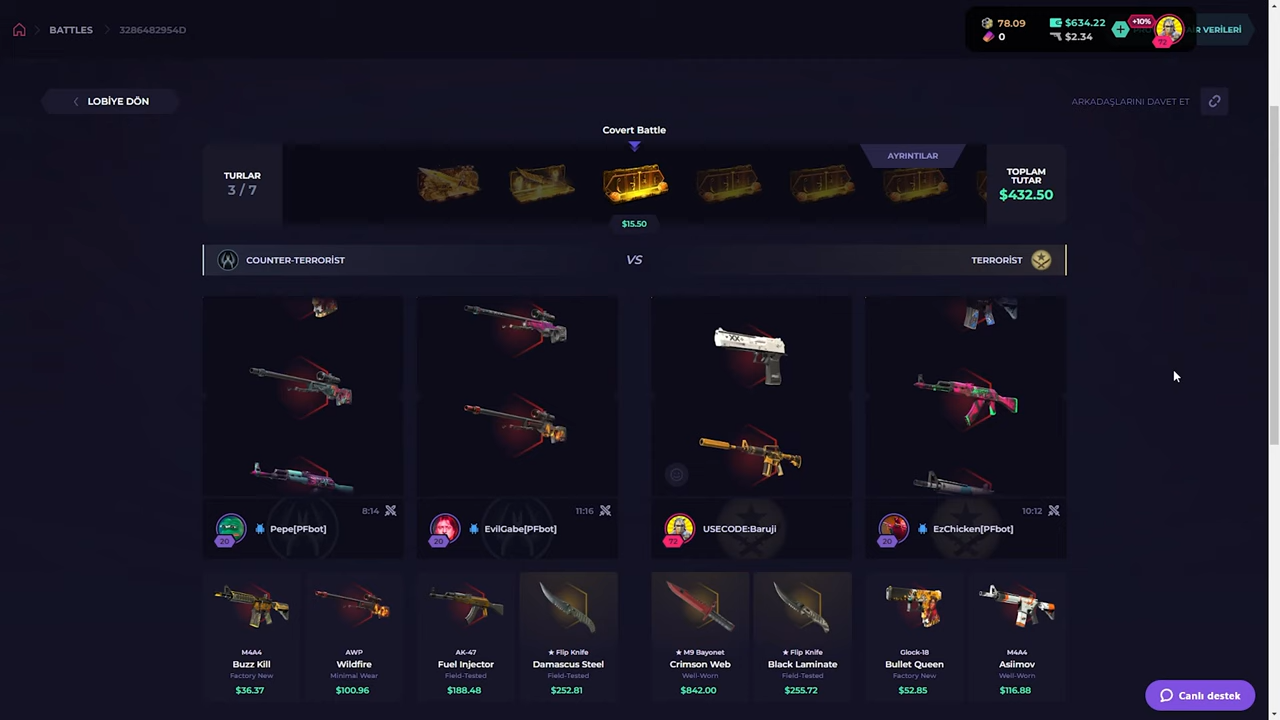 BATTLES
3286482954D
78.09
0
$634.22
$2.34
+10%
72
AİR VERİLERİ
LOBİYE DÖN
ARKADAŞLARINI DAVET ET
Covert Battle
TURLAR
3 / 7
AYRINTILAR
TOPLAM
TUTAR
$432.50
$15.50
COUNTER-TERRORİST
VS
TERRORİST
8:14
Pepe[PFbot]
20
11:16
EvilGabe[PFbot]
20
USECODE:Baruji
72
10:12
EzChicken[PFbot]
20
M4A4
Buzz Kill
Factory New
$36.37
AWP
Wildfire
Minimal Wear
$100.96
AK-47
Fuel Injector
Field-Tested
$188.48
★ Flip Knife
Damascus Steel
Field-Tested
$252.81
★ M9 Bayonet
Crimson Web
Well-Worn
$842.00
★ Flip Knife
Black Laminate
Field-Tested
$255.72
Glock-18
Bullet Queen
Factory New
$52.85
M4A4
Asiimov
Well-Worn
$116.88
Canlı destek